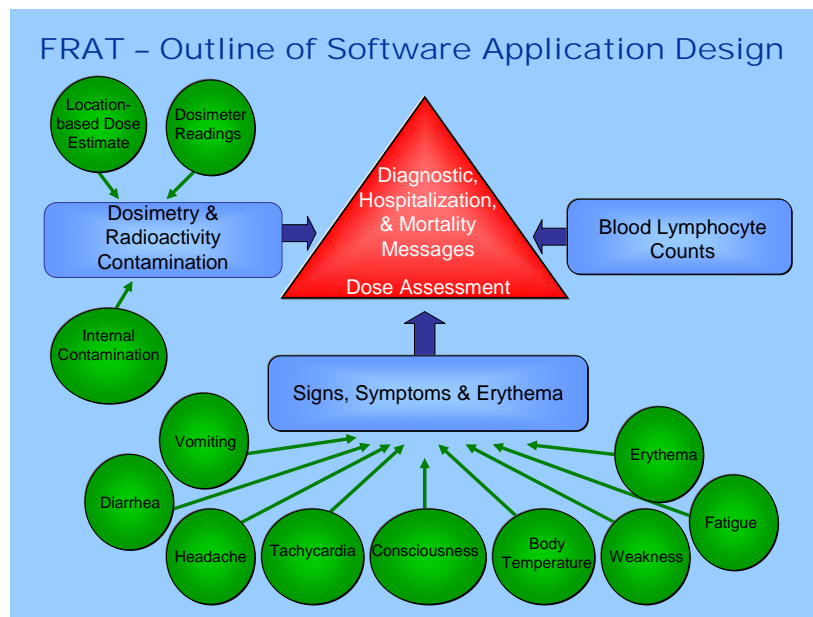 FRAT – Outline of Software Application Design
Location-
based Dose
Estimate
Dosimeter
Readings
Diagnostic,
Hospitalization,
& Mortality
Messages
Dose Assessment
Dosimetry &
Radioactivity
Contamination
Blood Lymphocyte
Counts
Internal
Contamination
Signs, Symptoms & Erythema
Vomiting
Erythema
Diarrhea
Fatigue
Headache
Tachycardia
Consciousness
Body
Temperature
Weakness